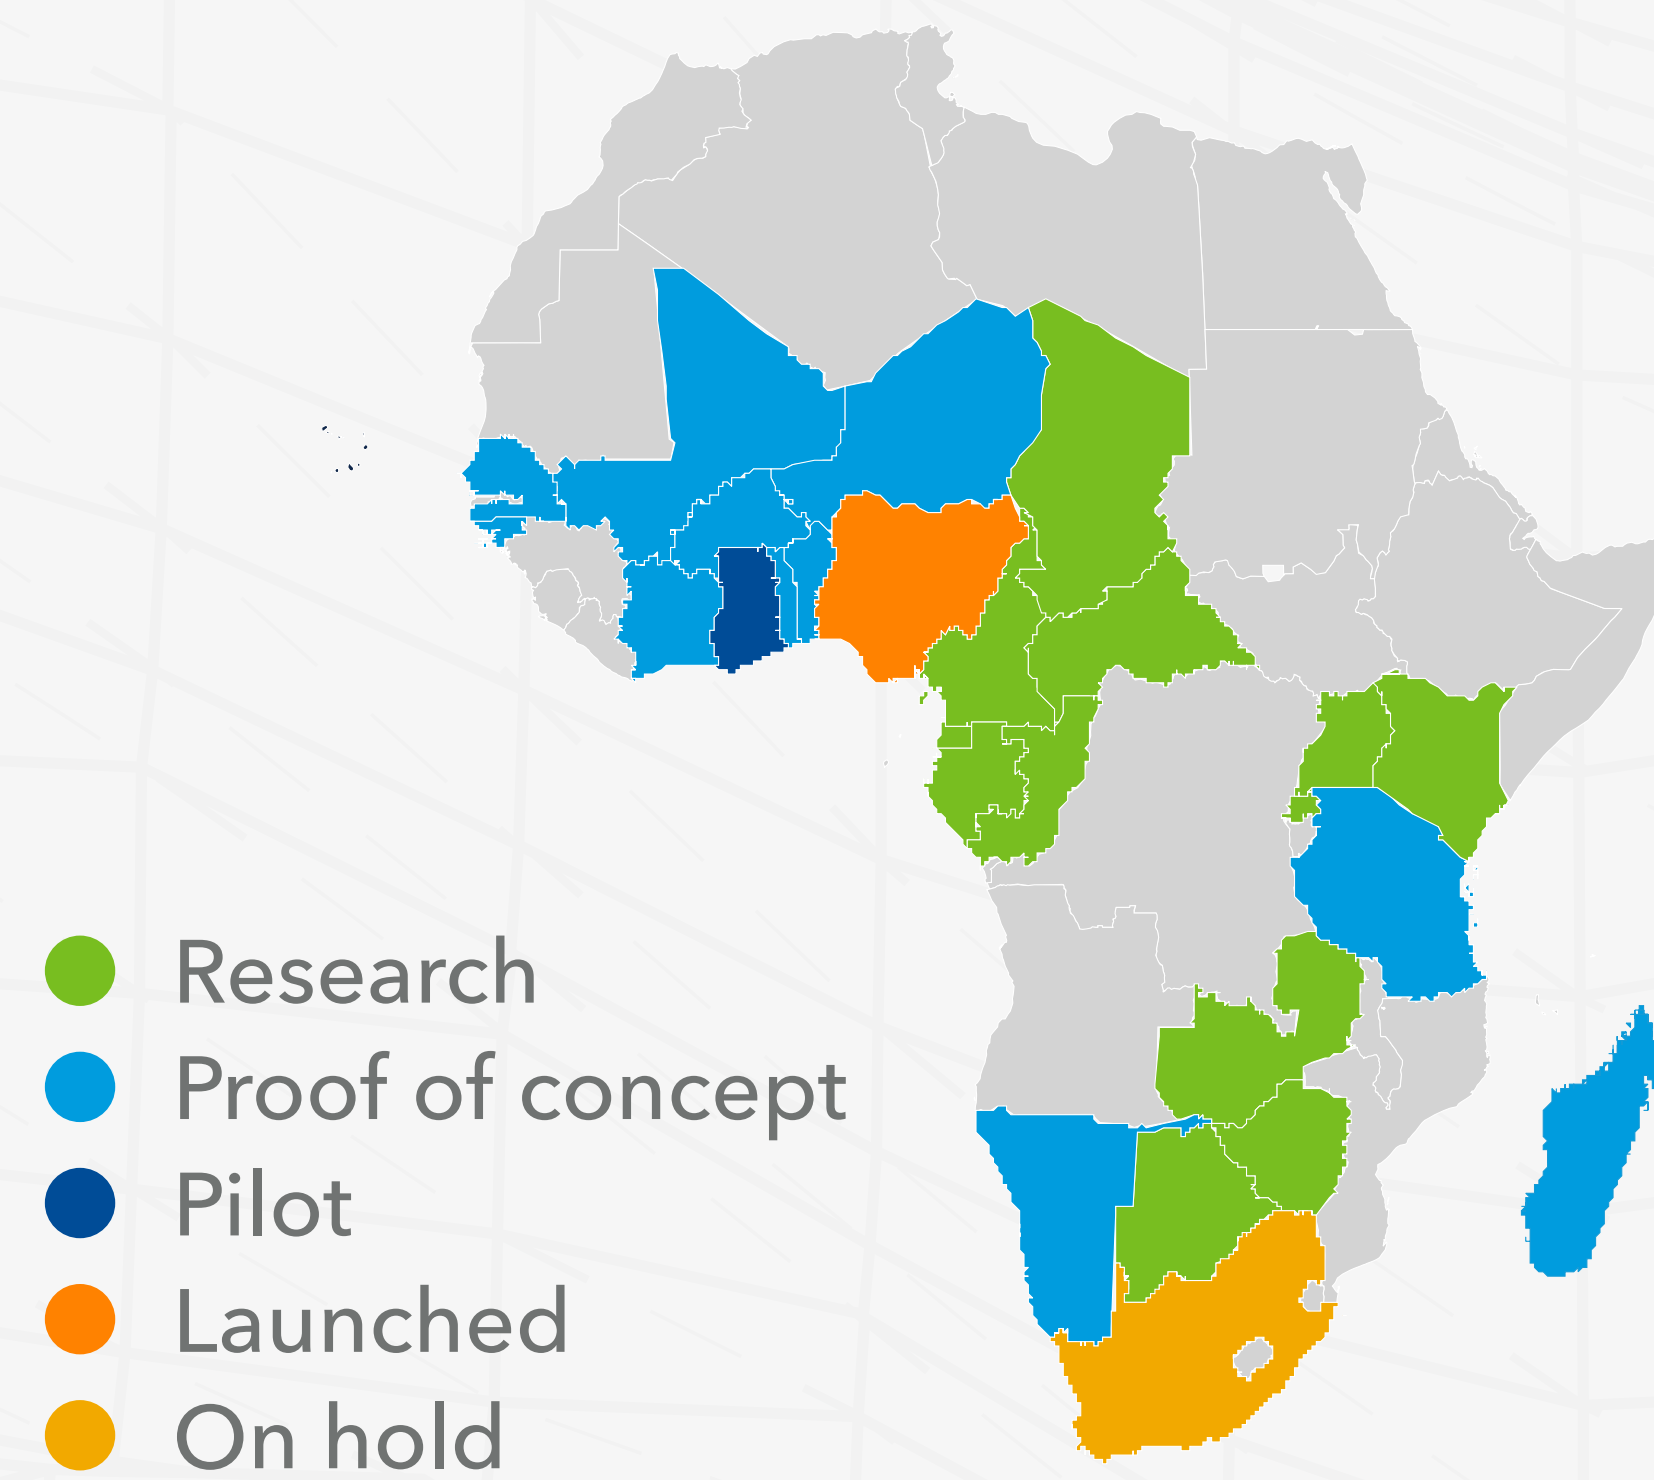 Research
Proof of concept
Pilot
Launched
On hold